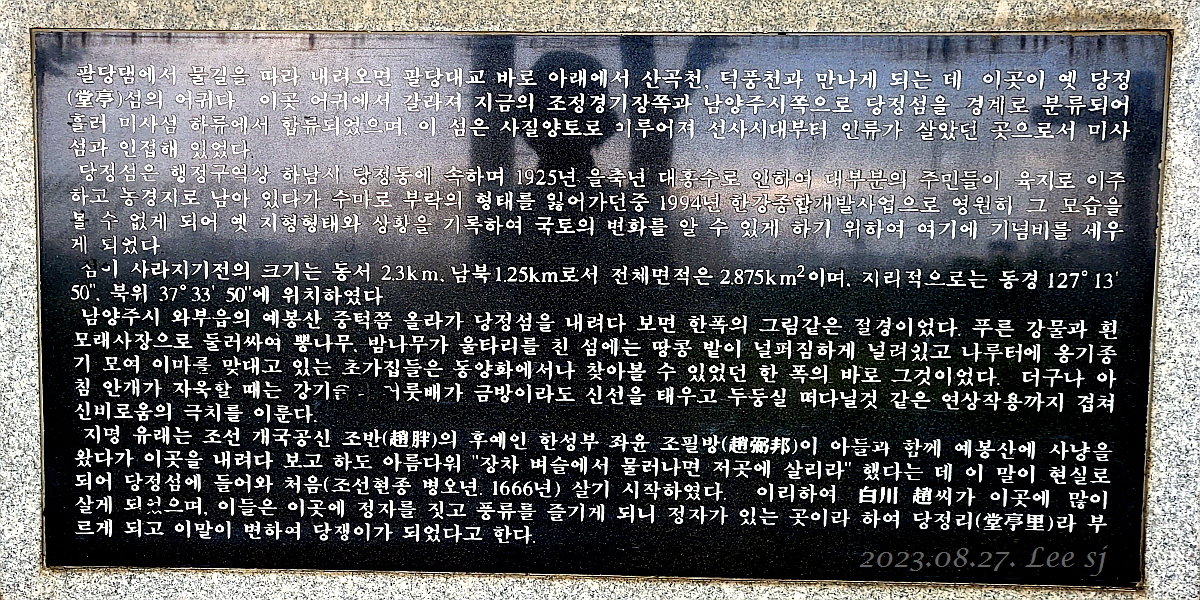 팔당댐에서 물길을 따라 내려오면 팔당대교 바로 아래에서 산곡천, 덕풍천과 만나게 되는 데 이곳이 옛 당정
(堂亭)섬의 어귀다. 이곳 어귀에서 갈라져 지금의 조정경기장쪽과 남양주시쪽으로 당정섬을 경계로 분류되어
흘러 미사섬 하류에서 합류되었으며, 이 섬은 사질양토로 이루어져 선사시대부터 인류가 살았던 곳으로서 미사
섬과 인접해 있었다.
당정섬은 행정구역상 하남시 당정동에 속하며 1925년 을축년 대홍수로 인하여 대부분의 주민들이 육지로 이주
하고 농경지로 남아 있다가 수마로 부락의 형태를 잃어가던중 1994년 한강종합개발사업으로 영원히 그 모습을
볼 수 없게 되어 옛 지형형태와 상황을 기록하여 국토의 변화를 알 수 있게 하기 위하여 여기에 기념비를 세우
게 되었다
섬이 사라지기전의 크기는 동서 2.3km, 남북1.25km로서 전체면적은 2.875km²이며, 지리적으로는 동경 127° 13'
50", 북위 37° 33' 50"에 위치하였다
남양주시 와부읍의 예봉산 중턱쯤 올라가 당정섬을 내려다 보면 한폭의 그림같은 절경이었다. 푸른 강물과 흰
모래사장으로 둘러싸여 뽕나무, 밤나무가 울타리를 친 섬에는 땅콩 밭이 널펴짐하게 널려있고 나루터에 옹기종
기 모여 이마를 맞대고 있는 초가집들은 동양화에서나 찾아볼 수 있었던 한 폭의 바로 그것이었다. 더구나 아
침 안개가 자욱할 때는 강기슭 나룻배가 금방이라도 신선을 태우고 두둥실 떠다닐것 같은 연상작용까지 겹쳐
신비로움의 극치를 이룬다.
지명 유래는 조선 개국공신 조반(趙胖)의 후예인 한성부 좌윤 조필방(趙弼邦)이 아들과 함께 예봉산에 사냥을
왔다가 이곳을 내려다 보고 하도 아름다워 "장차 벼슬에서 물러나면 저곳에 살리라" 했다는 데 이 말이 현실로
되어 당정섬에 들어와 처음(조선현종 병오년, 1666년) 살기 시작하였다. 이리하여 白川 趙씨가 이곳에 많이
살게 되었으며, 이들은 이곳에 정자를 짓고 풍류를 즐기게 되니 정자가 있는 곳이라 하여 당정리(堂亭里)라 부
르게 되고 이말이 변하여 당쟁이가 되었다고 한다.
2023.08.27. Lee sj